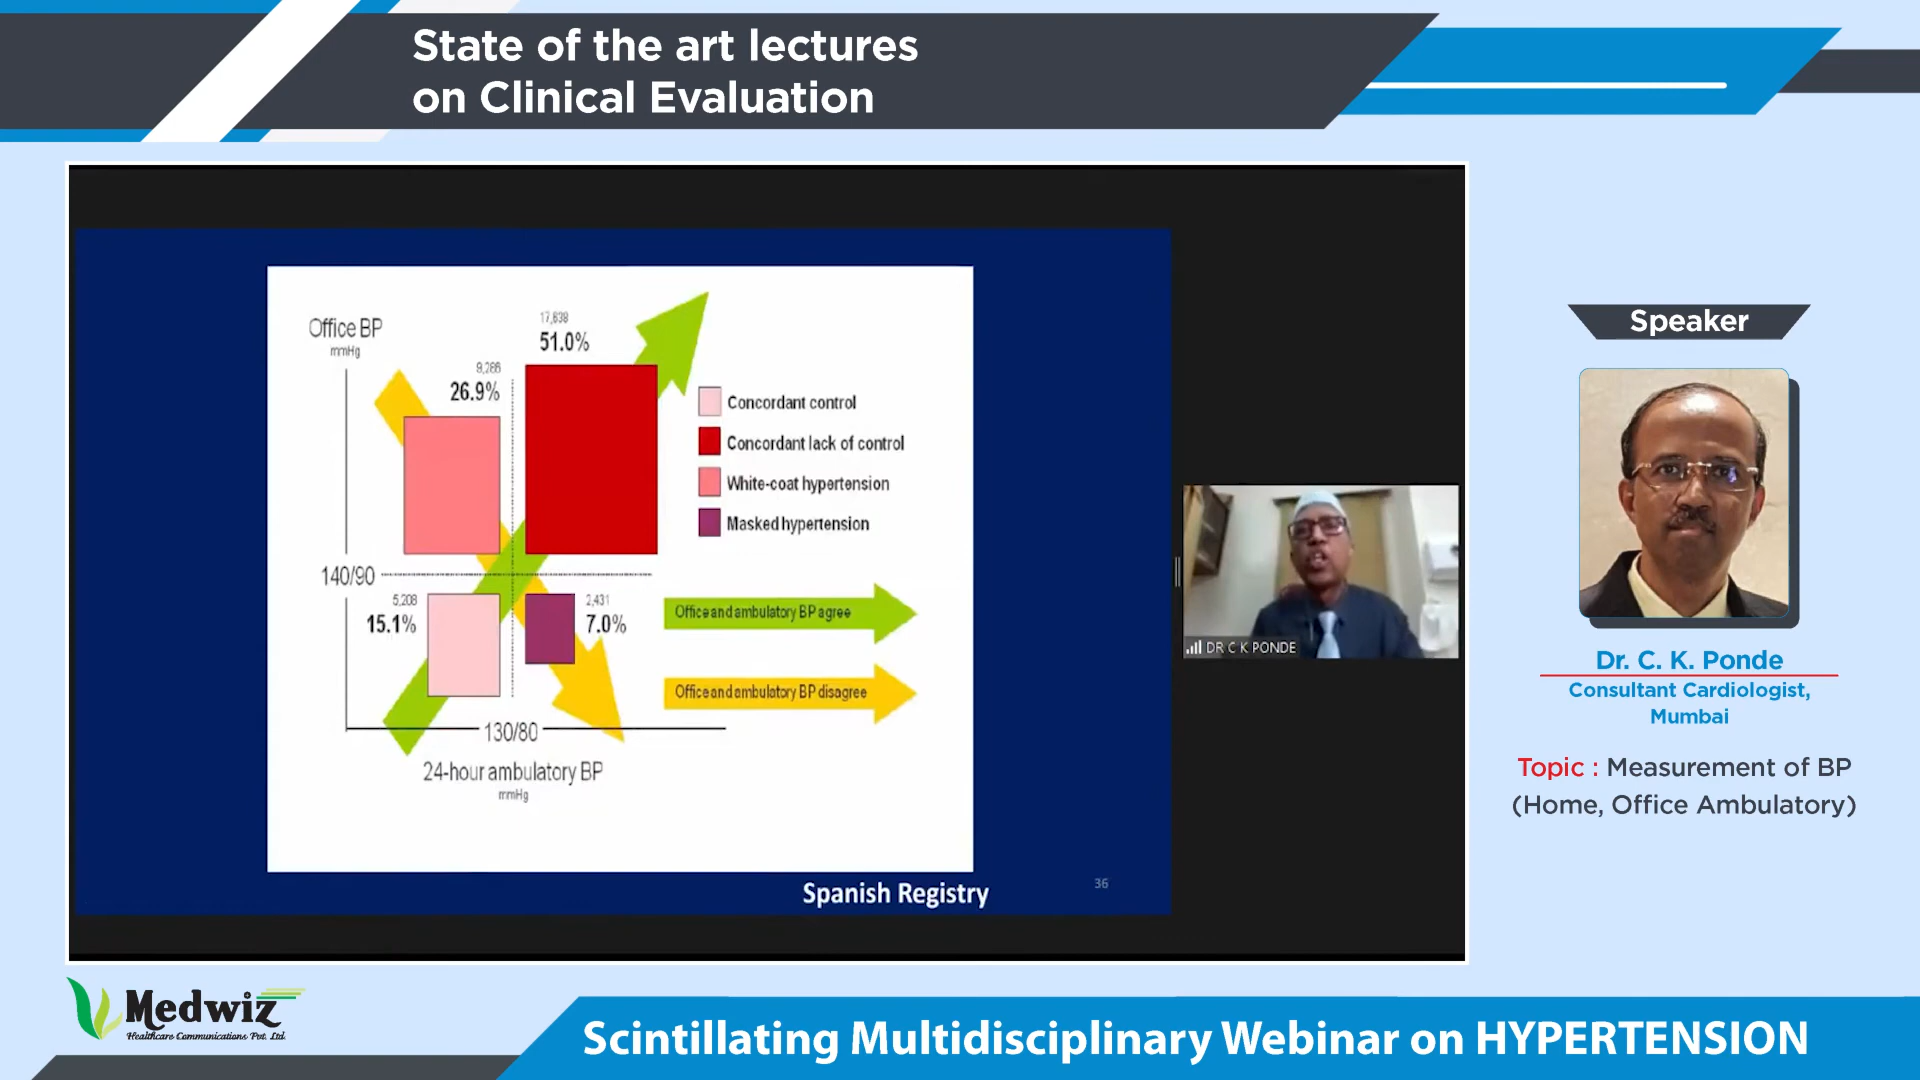 State of the art lectures
on Clinical Evaluation
Office BP
mmHg
17,638
51.0%
9,286
26.9%
Concordant control
Concordant lack of control
White-coat hypertension
Masked hypertension
140/90
5,208
15.1%
2,431
7.0%
Office and ambulatory BP agree
Office and ambulatory BP disagree
130/80
24-hour ambulatory BP
mmHg
Spanish Registry
36
DR C K PONDE
Speaker
Dr. C. K. Ponde
Consultant Cardiologist,
Mumbai
Topic : Measurement of BP
(Home, Office Ambulatory)
Medwiz
Healthcare Communications Pvt. Ltd.
Scintillating Multidisciplinary Webinar on HYPERTENSION